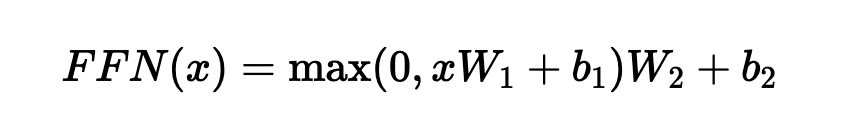 FFN(x) = max(0, xW₁ + b₁)W₂ + b₂